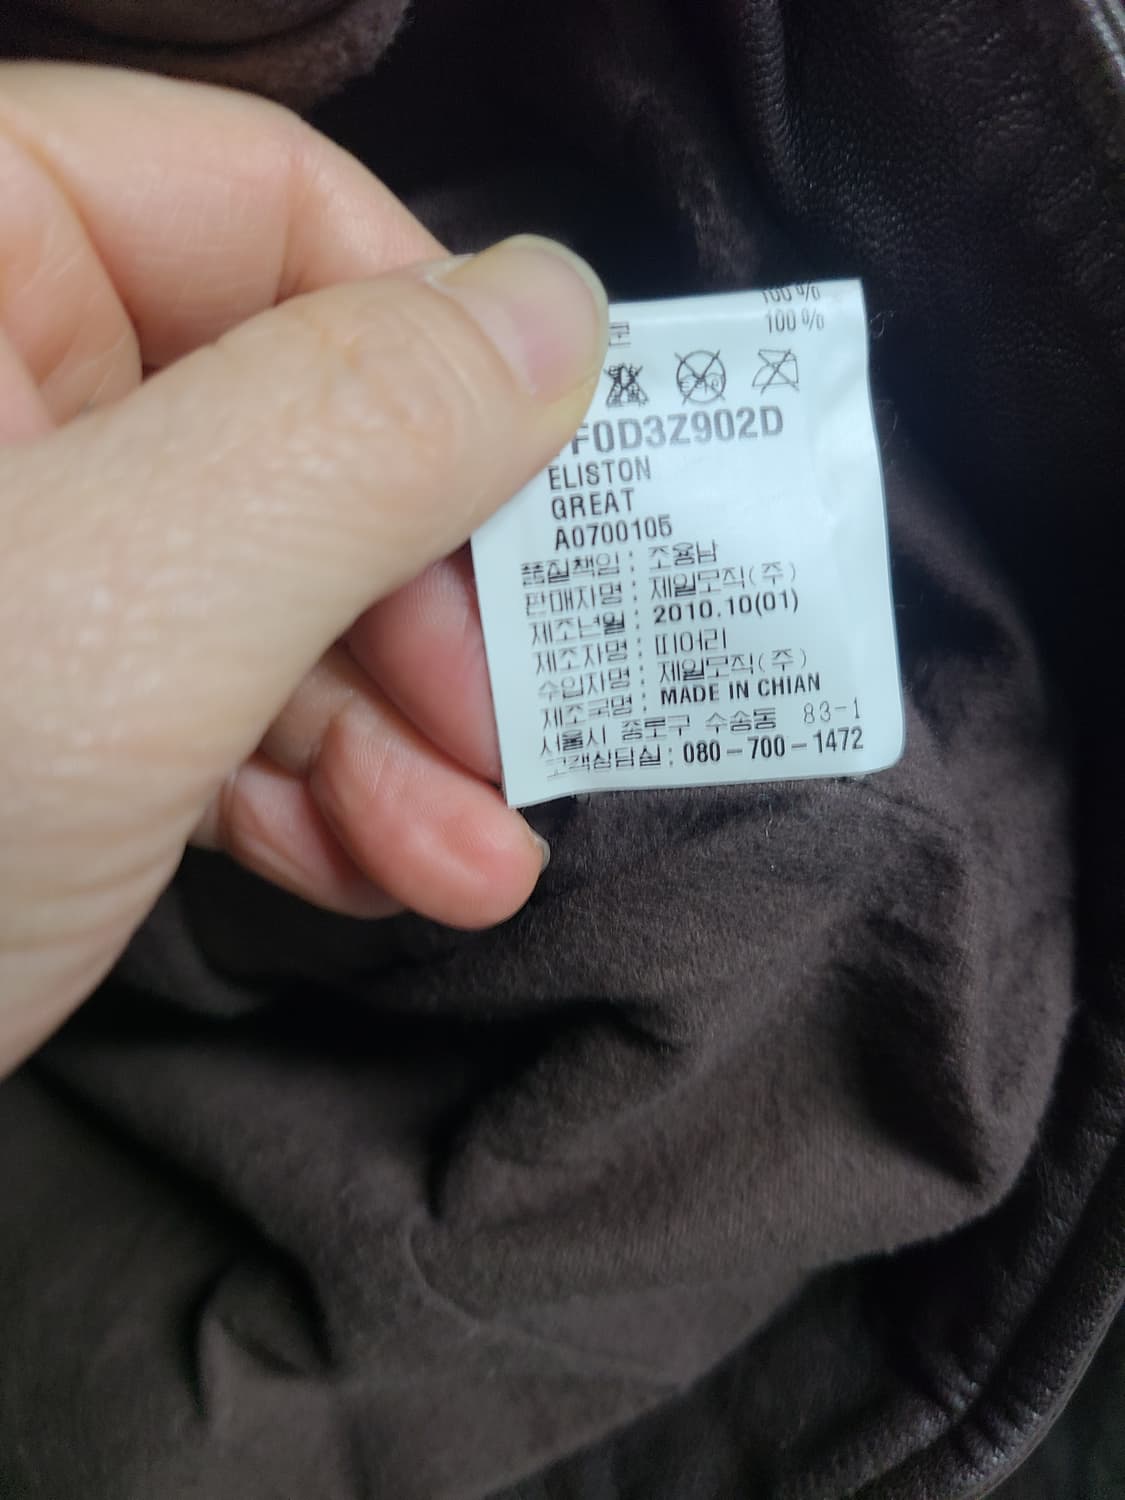 100 %
100 %
F0D3Z902D
ELISTON
GREAT
A0700105
품질책임 : 조용남
판매자명 : 제일모직(주)
제조년월 : 2010.10(01)
제조자명 : 띠어리
수입자명 : 제일모직(주)
제조국명 : MADE IN CHIAN
서울시 종로구 수송동 83-1
고객상담실 : 080-700-1472